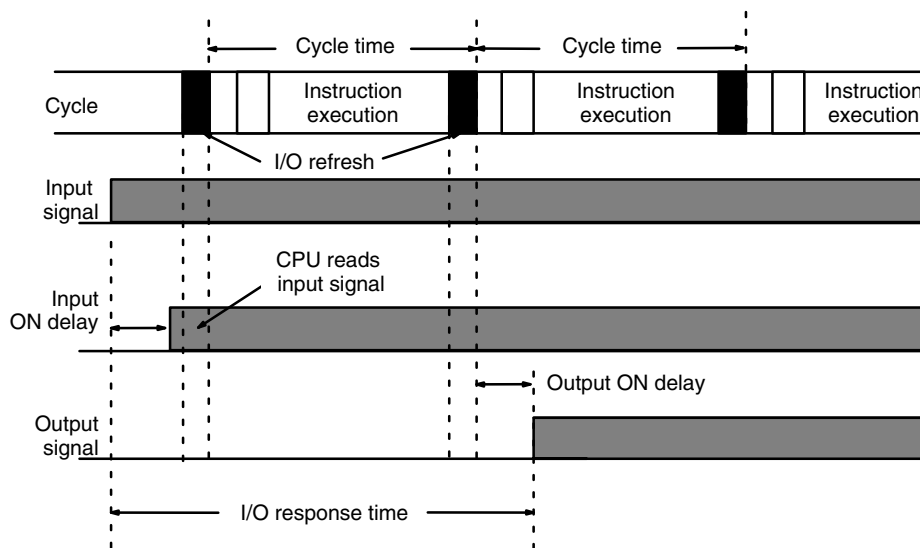 Cycle time
Cycle time
Cycle
Instruction
execution
Instruction
execution
Instruction
execution
I/O refresh
Input
signal
CPU reads
input signal
Input
ON delay
Output ON delay
Output
signal
I/O response time